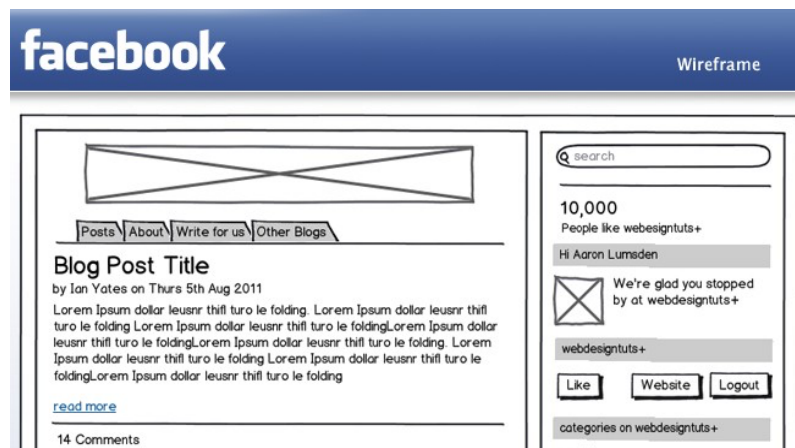 facebook
Wireframe
Posts About Write for us Other Blogs
Blog Post Title
by Ian Yates on Thurs 5th Aug 2011
Lorem Ipsum dollar leusnr thifl turo le folding. Lorem Ipsum dollar leusnr thifl
turo le folding Lorem Ipsum dollar leusnr thifl turo le foldingLorem Ipsum dollar
leusnr thifl turo le foldingLorem Ipsum dollar leusnr thifl turo le folding. Lorem
Ipsum dollar leusnr thifl turo le folding Lorem Ipsum dollar leusnr thifl turo le
foldingLorem Ipsum dollar leusnr thifl turo le folding
read more
14 Comments
search
10,000
People like webesigntuts+
Hi Aaron Lumsden
We're glad you stopped
by at webdesigntuts+
webdesigntuts+
Like Website Logout
categories on webdesigntuts+